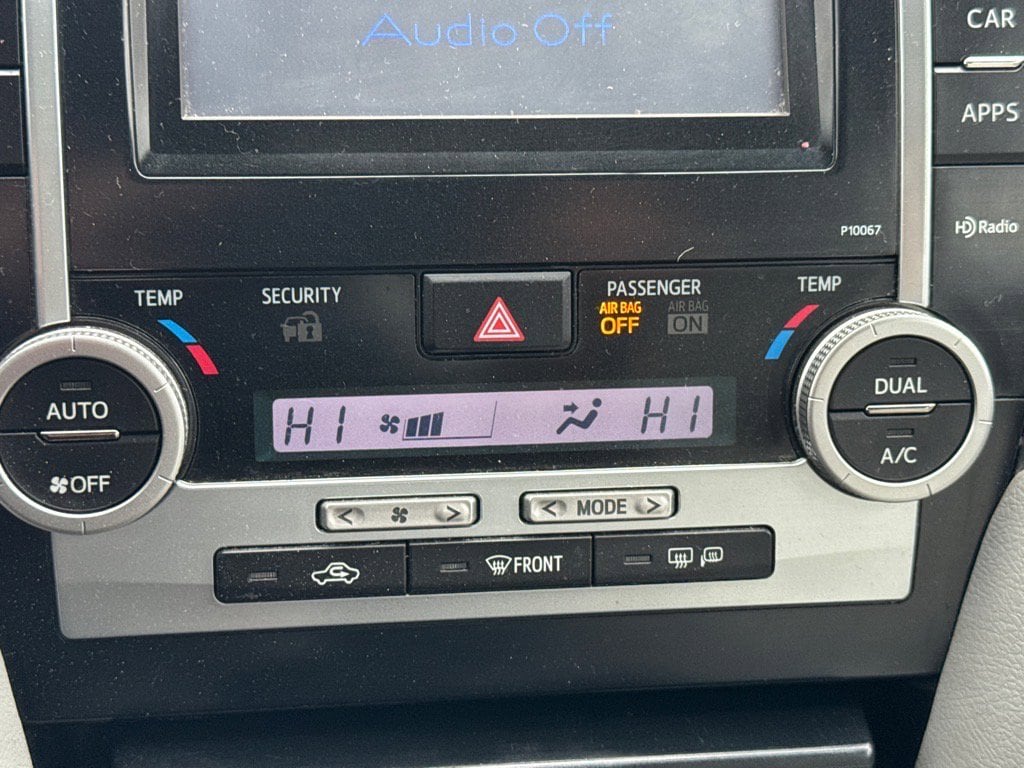 Audio Off
CAR
APPS
HD Radio
P10067
TEMP
SECURITY
PASSENGER
AIR BAG
OFF
AIR BAG
ON
TEMP
AUTO
OFF
HI
HI
DUAL
A/C
< >
< MODE >
FRONT